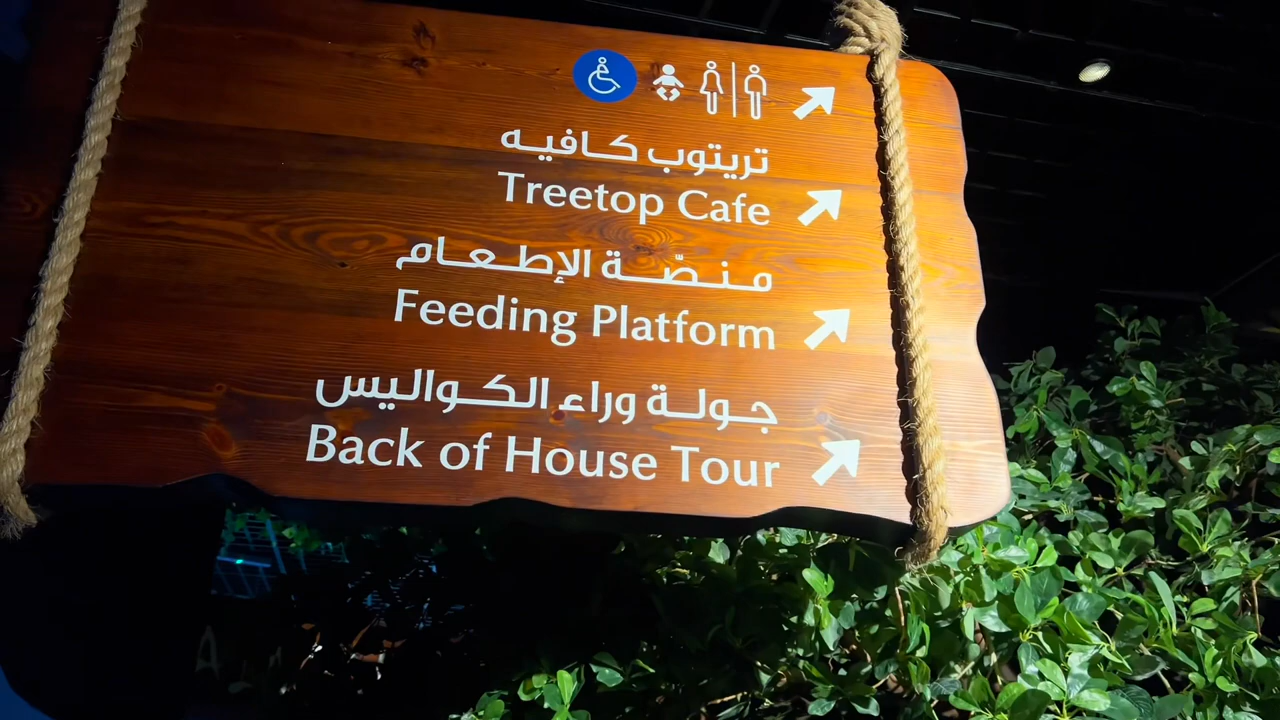 تريتوب كافيه
Treetop Cafe
منصّة الإطعام
Feeding Platform
جولة وراء الكواليس
Back of House Tour